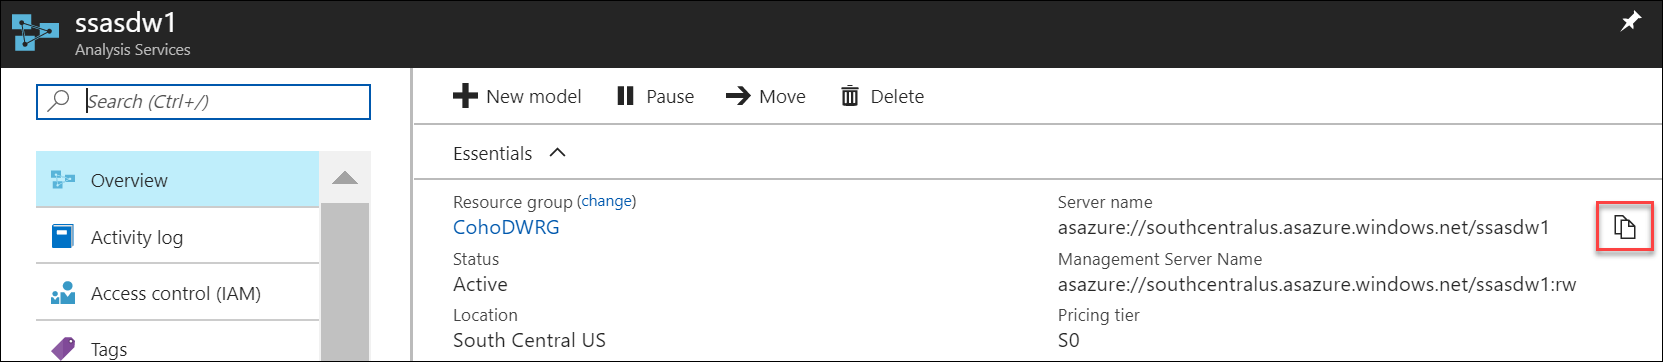 ssasdw1
Analysis Services
Search (Ctrl+/)
Overview
Activity log
Access control (IAM)
Tags
New model Pause Move Delete
Essentials
Resource group (change)
CohoDWRG
Status
Active
Location
South Central US
Server name
asazure://southcentralus.asazure.windows.net/ssasdw1
Management Server Name
asazure://southcentralus.asazure.windows.net/ssasdw1:rw
Pricing tier
S0